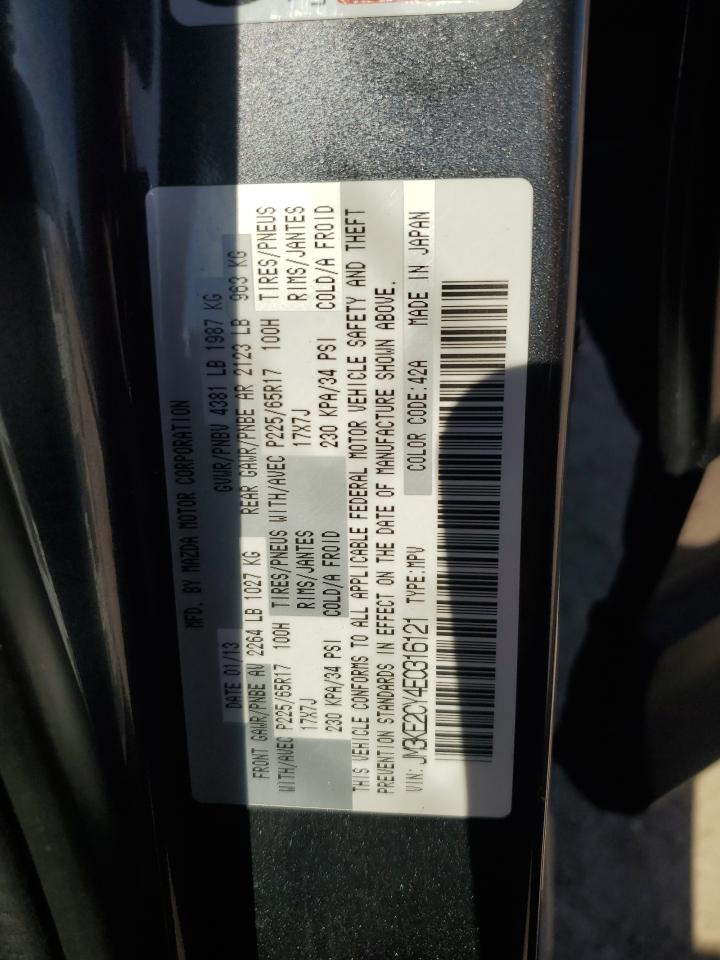 MFD. BY MAZDA MOTOR CORPORATION
DATE 01/13 GVWR/PNBV 4381 LB 1987 KG
FRONT GAWR/PNBE AV 2264 LB 1027 KG REAR GAWR/PNBE AR 2123 LB 963 KG
WITH/AVEC P225/65R17 100H TIRES/PNEUS WITH/AVEC P225/65R17 100H TIRES/PNEUS
17X7J RIMS/JANTES 17X7J RIMS/JANTES
230 KPA/34 PSI COLD/A FROID 230 KPA/34 PSI COLD/A FROID
THIS VEHICLE CONFORMS TO ALL APPLICABLE FEDERAL MOTOR VEHICLE SAFETY AND THEFT
PREVENTION STANDARDS IN EFFECT ON THE DATE OF MANUFACTURE SHOWN ABOVE.
VIN: JM3KE2CY4E0316121 TYPE:MPV COLOR CODE:42A MADE IN JAPAN